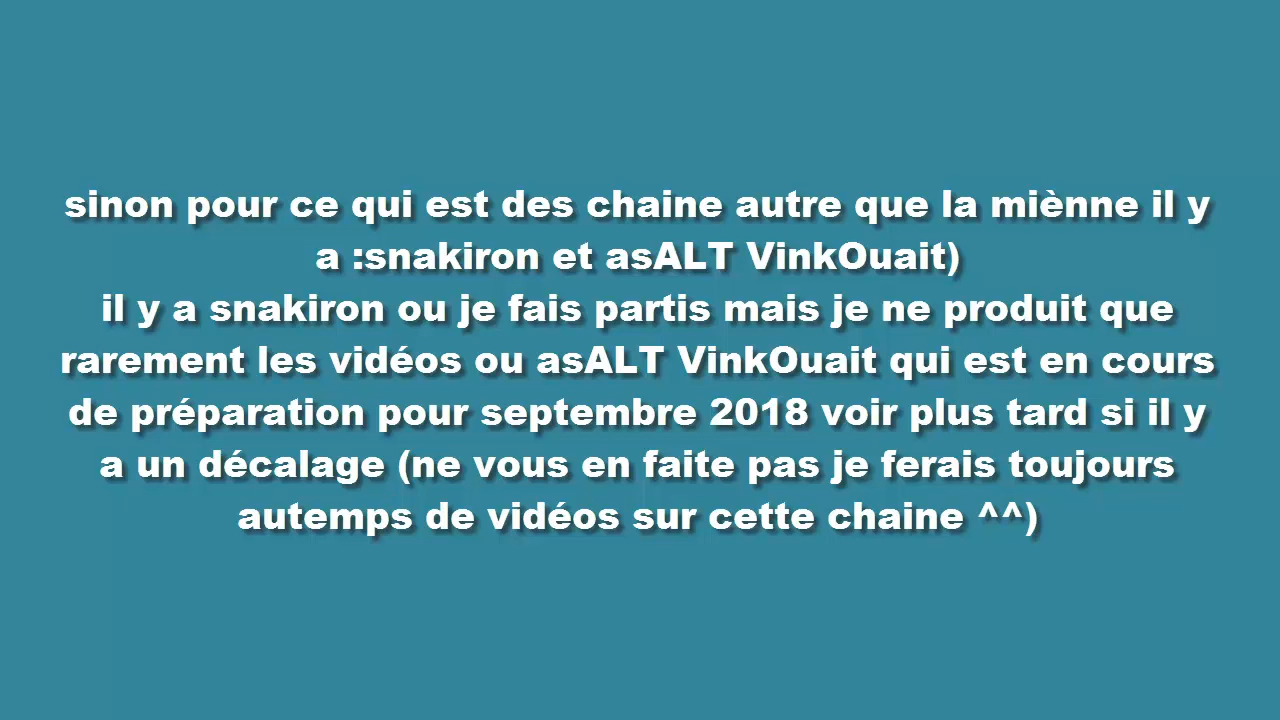 sinon pour ce qui est des chaine autre que la miènne il y
a :snakiron et asALT VinkOuait)
il y a snakiron ou je fais partis mais je ne produit que
rarement les vidéos ou asALT VinkOuait qui est en cours
de préparation pour septembre 2018 voir plus tard si il y
a un décalage (ne vous en faite pas je ferais toujours
autemps de vidéos sur cette chaine ^^)